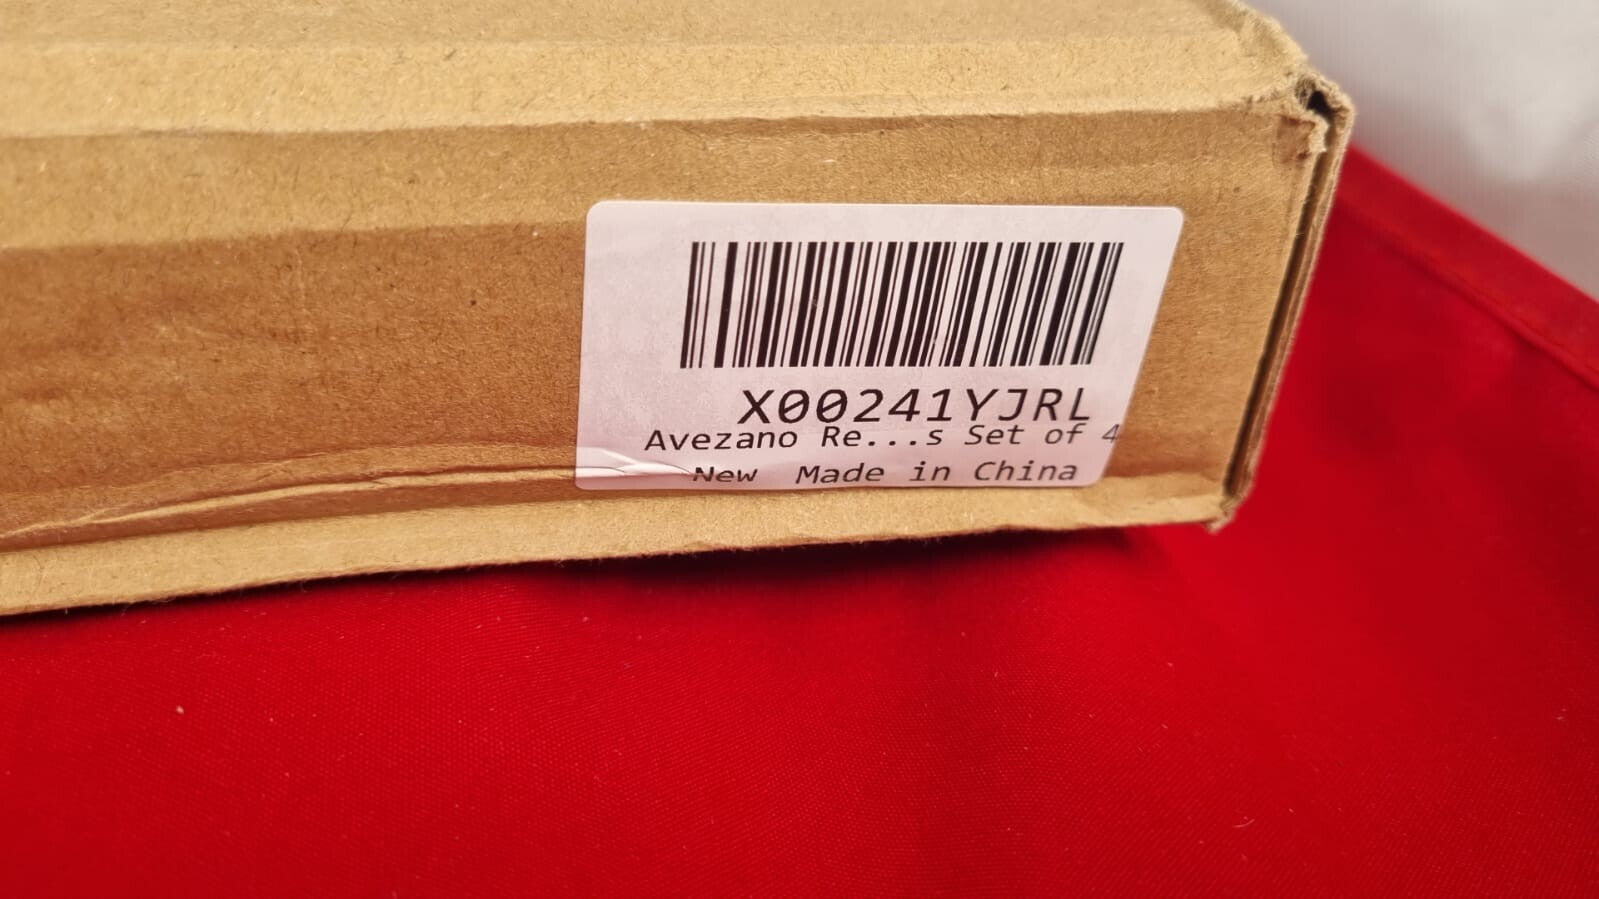 X00241YJRL
Avezano Re...s Set of 4
New Made in China